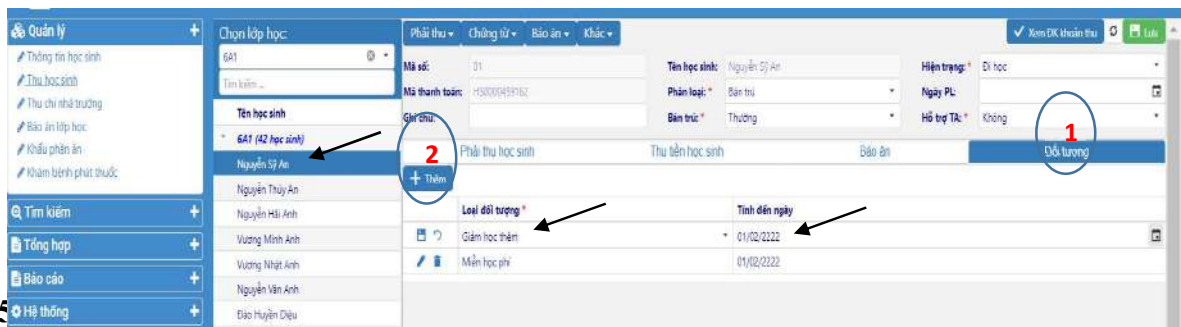 Quản lý
Thông tin học sinh
Thu học sinh
Thu chi nhà trường
Báo ăn lớp học
Khẩu phần ăn
Khám bệnh phát thuốc
Tìm kiếm
Tổng hợp
Báo cáo
Hệ thống
5
Chọn lớp học:
6A1
Tìm kiếm ...
Tên học sinh
6A1 (42 học sinh)
Nguyễn Sỹ An
Nguyễn Thúy An
Nguyễn Hải Anh
Vương Minh Anh
Vương Nhật Anh
Nguyễn Vân Anh
Đào Huyền Diệu
Phải thu Chứng từ Báo ăn Khác Xem ĐK khoản thu Lưu
Mã số: 01 Tên học sinh: Nguyễn Sỹ An Hiện trạng: * Đi học
Mã thanh toán: HS0000459162 Phân loại: * Bán trú Ngày PL:
Ghi chú: Bán trú: * Thường Hỗ trợ TA: * Không
1
2
Phải thu học sinh Thu tiền học sinh Báo ăn Đối tượng
+ Thêm
Loại đối tượng * Tính đến ngày
Giảm học thêm 01/02/2222
Miễn học phí 01/02/2222